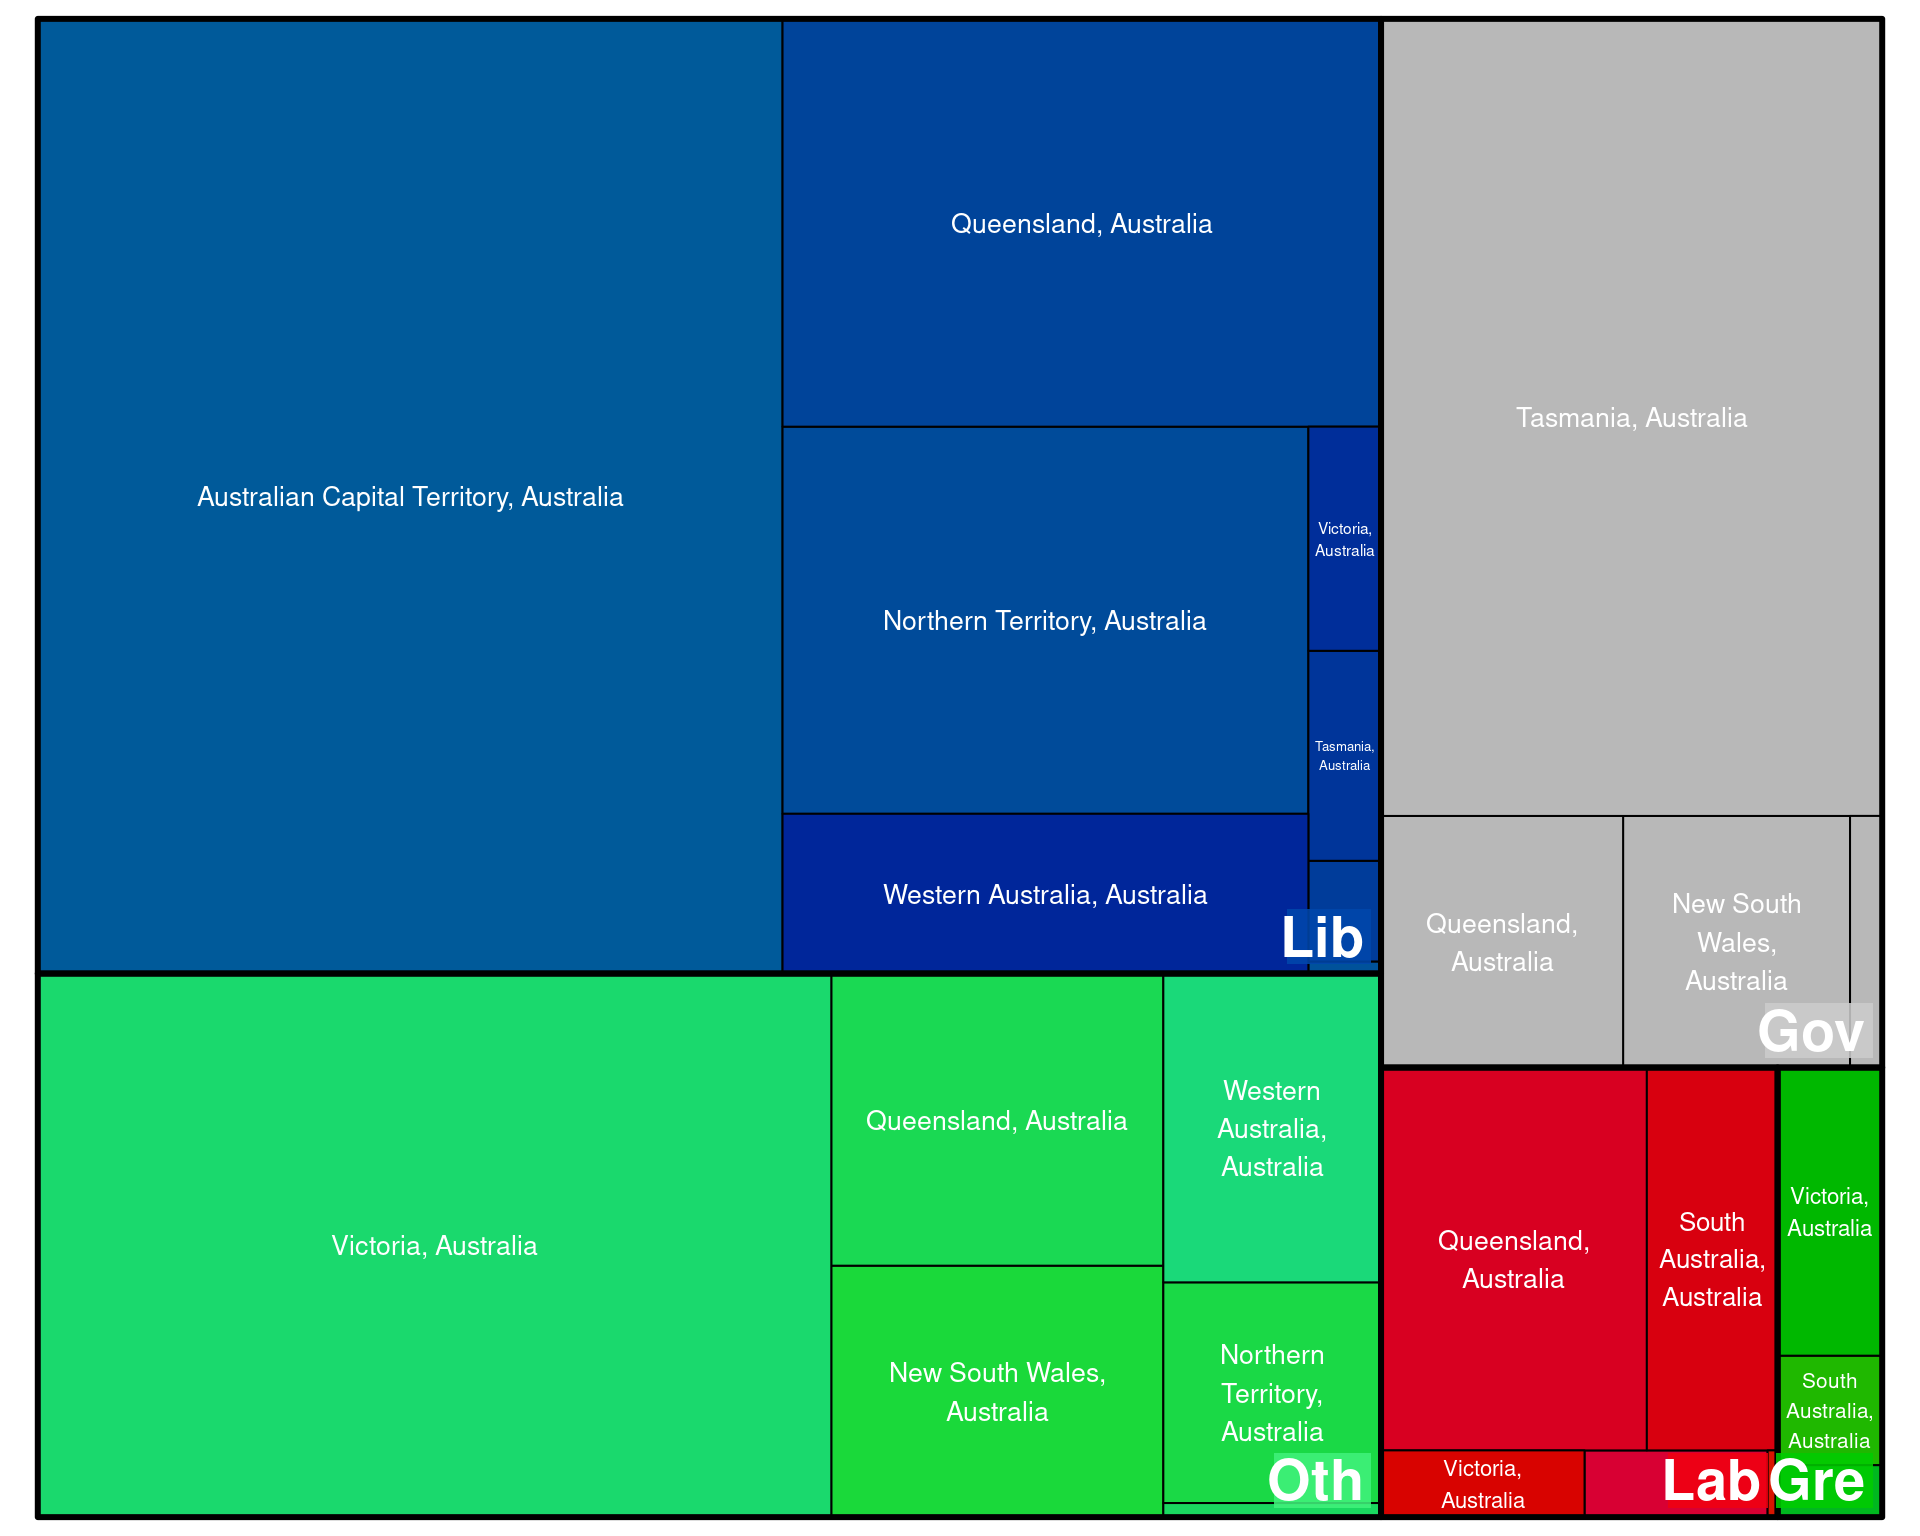 Australian Capital Territory, Australia
Queensland, Australia
Northern Territory, Australia
Victoria,
Australia
Tasmania,
Australia
Western Australia, Australia
Lib
Tasmania, Australia
Queensland,
Australia
New South
Wales,
Australia
Gov
Victoria, Australia
Queensland, Australia
New South Wales,
Australia
Western
Australia,
Australia
Northern
Territory,
Australia
Oth
Queensland,
Australia
South
Australia,
Australia
Victoria,
Australia
Lab
Victoria,
Australia
South
Australia,
Australia
Gre